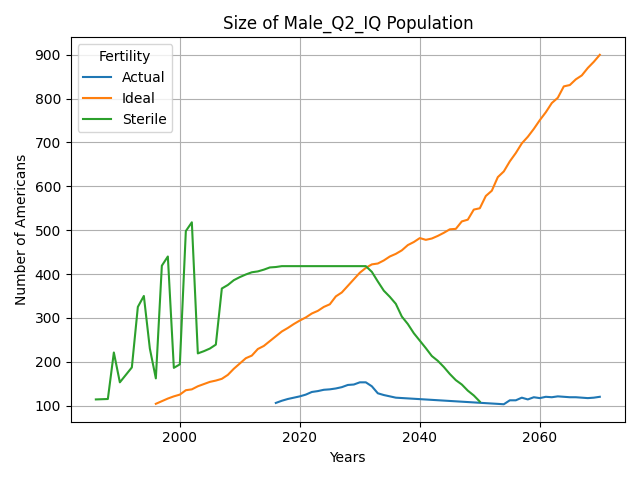 Size of Male_Q2_IQ Population
Number of Americans
900
800
700
600
500
400
300
200
100
Fertility
Actual
Ideal
Sterile
2000
2020
2040
2060
Years